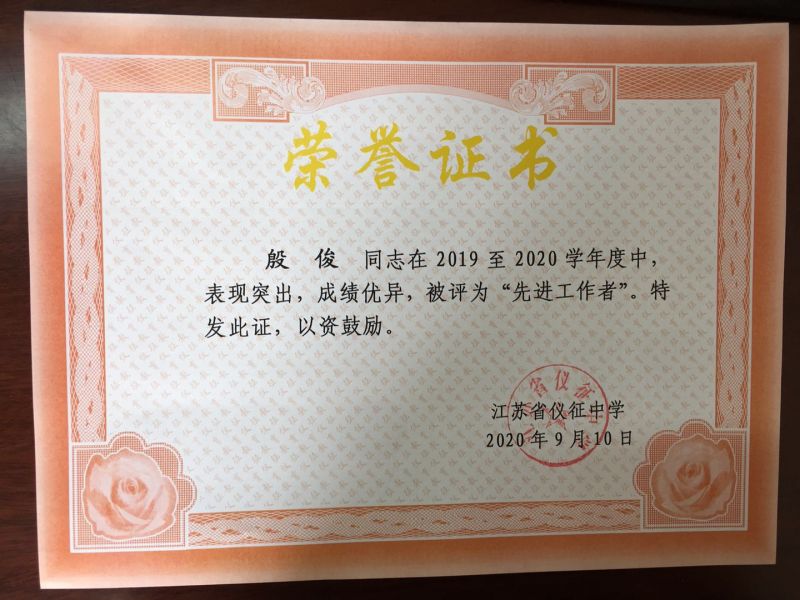 荣誉证书
殷 俊 同志在 2019 至 2020 学年度中，
表现突出，成绩优异，被评为“先进工作者”。特
发此证，以资鼓励。
江苏省仪征中学
2020 年 9 月 10 日